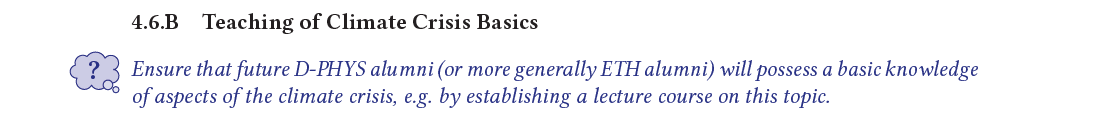 4.6.B Teaching of Climate Crisis Basics
? Ensure that future D-PHYS alumni (or more generally ETH alumni) will possess a basic knowledge
of aspects of the climate crisis, e.g. by establishing a lecture course on this topic.